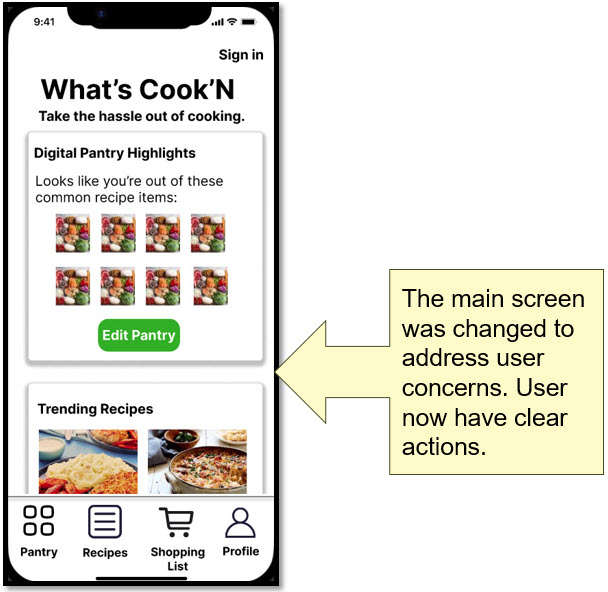 9:41
Sign in
What's Cook'N
Take the hassle out of cooking.
Digital Pantry Highlights
Looks like you're out of these
common recipe items:
Edit Pantry
Trending Recipes
Pantry
Recipes
Shopping
List
Profile
The main screen
was changed to
address user
concerns. User
now have clear
actions.